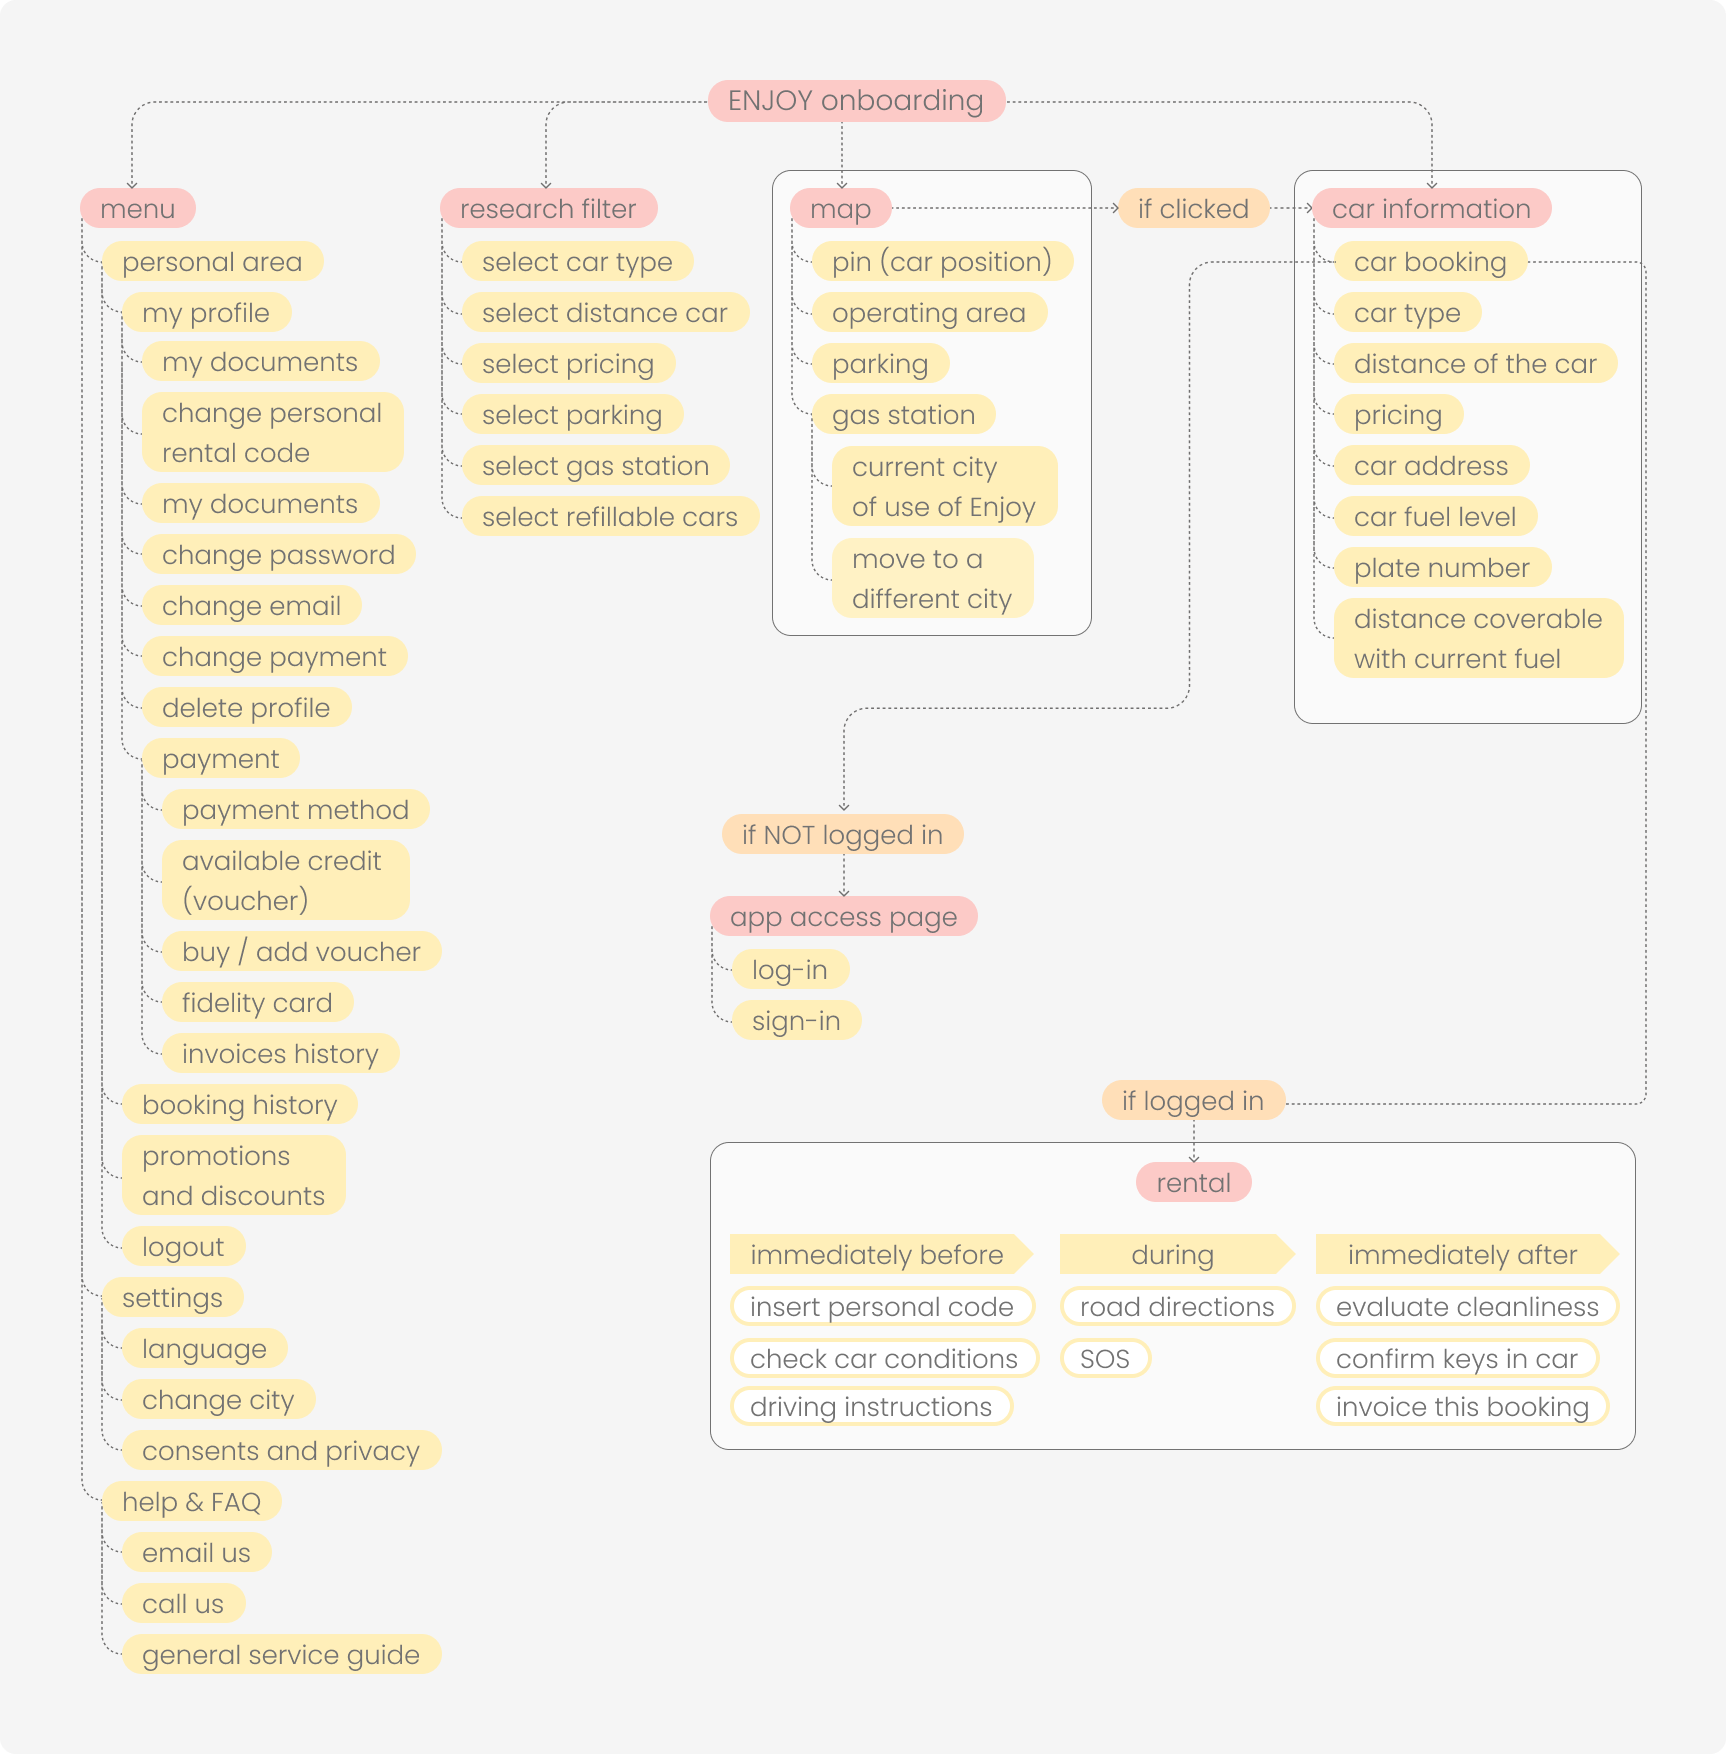 ENJOY onboarding
menu
personal area
my profile
my documents
change personal
rental code
my documents
change password
change email
change payment
delete profile
payment
payment method
available credit
(voucher)
buy / add voucher
fidelity card
invoices history
booking history
promotions
and discounts
logout
settings
language
change city
consents and privacy
help & FAQ
email us
call us
general service guide
research filter
select car type
select distance car
select pricing
select parking
select gas station
select refillable cars
map
pin (car position)
operating area
parking
gas station
current city
of use of Enjoy
move to a
different city
if clicked
car information
car booking
car type
distance of the car
pricing
car address
car fuel level
plate number
distance coverable
with current fuel
if NOT logged in
app access page
log-in
sign-in
if logged in
rental
immediately before
insert personal code
check car conditions
driving instructions
during
road directions
SOS
immediately after
evaluate cleanliness
confirm keys in car
invoice this booking